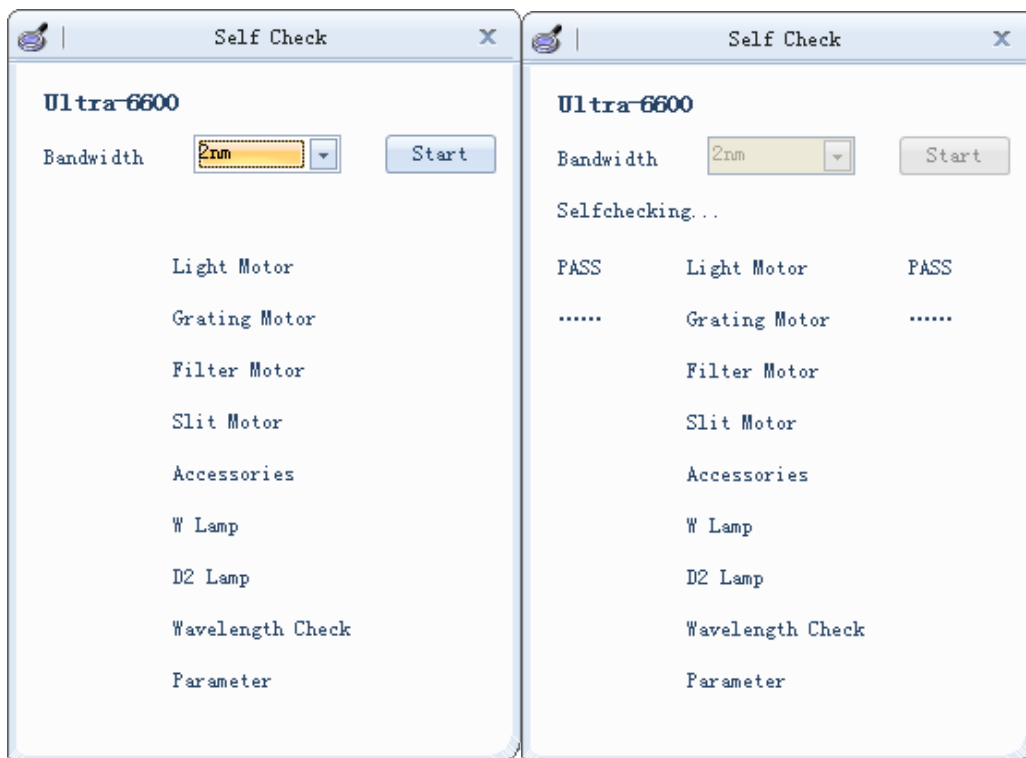 Self Check
Ultra-6600
Bandwidth 2nm Start
Light Motor
Grating Motor
Filter Motor
Slit Motor
Accessories
W Lamp
D2 Lamp
Wavelength Check
Parameter
Self Check
Ultra-6600
Bandwidth 2nm Start
Selfchecking...
PASS Light Motor PASS
...... Grating Motor ......
Filter Motor
Slit Motor
Accessories
W Lamp
D2 Lamp
Wavelength Check
Parameter